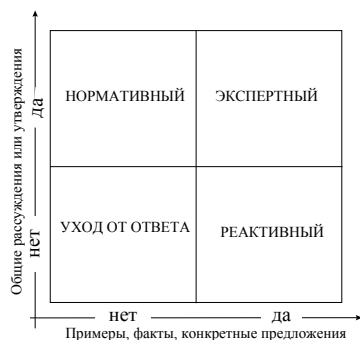 Общие рассуждения или утверждения
да
нет
НОРМАТИВНЫЙ
ЭКСПЕРТНЫЙ
УХОД ОТ ОТВЕТА
РЕАКТИВНЫЙ
нет
да
Примеры, факты, конкретные предложения